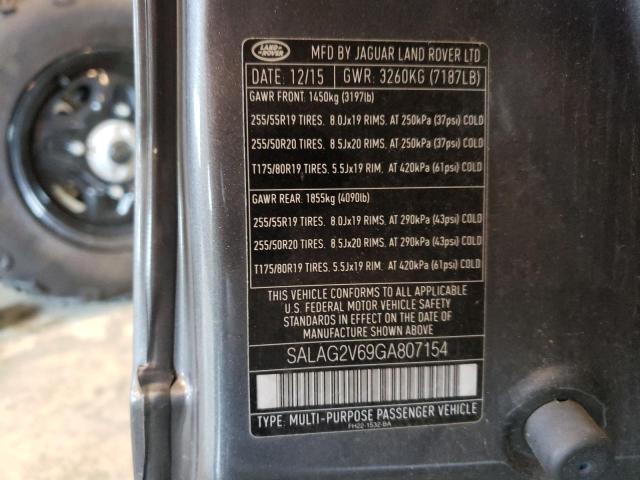 LAND ROVER
MFD BY JAGUAR LAND ROVER LTD
DATE: 12/15 GWR: 3260KG (7187LB)
GAWR FRONT: 1450kg (3197lb)
255/55R19 TIRES. 8.0Jx19 RIMS. AT 250kPa (37psi) COLD
255/50R20 TIRES. 8.5Jx20 RIMS. AT 250kPa (37psi) COLD
T175/80R19 TIRES. 5.5Jx19 RIM. AT 420kPa (61psi) COLD
GAWR REAR: 1855kg (4090lb)
255/55R19 TIRES. 8.0Jx19 RIMS. AT 290kPa (43psi) COLD
255/50R20 TIRES. 8.5Jx20 RIMS. AT 290kPa (43psi) COLD
T175/80R19 TIRES. 5.5Jx19 RIM. AT 420kPa (61psi) COLD
THIS VEHICLE CONFORMS TO ALL APPLICABLE
U.S. FEDERAL MOTOR VEHICLE SAFETY
STANDARDS IN EFFECT ON THE DATE OF
MANUFACTURE SHOWN ABOVE
SALAG2V69GA807154
TYPE: MULTI-PURPOSE PASSENGER VEHICLE
FH22-1532-BA